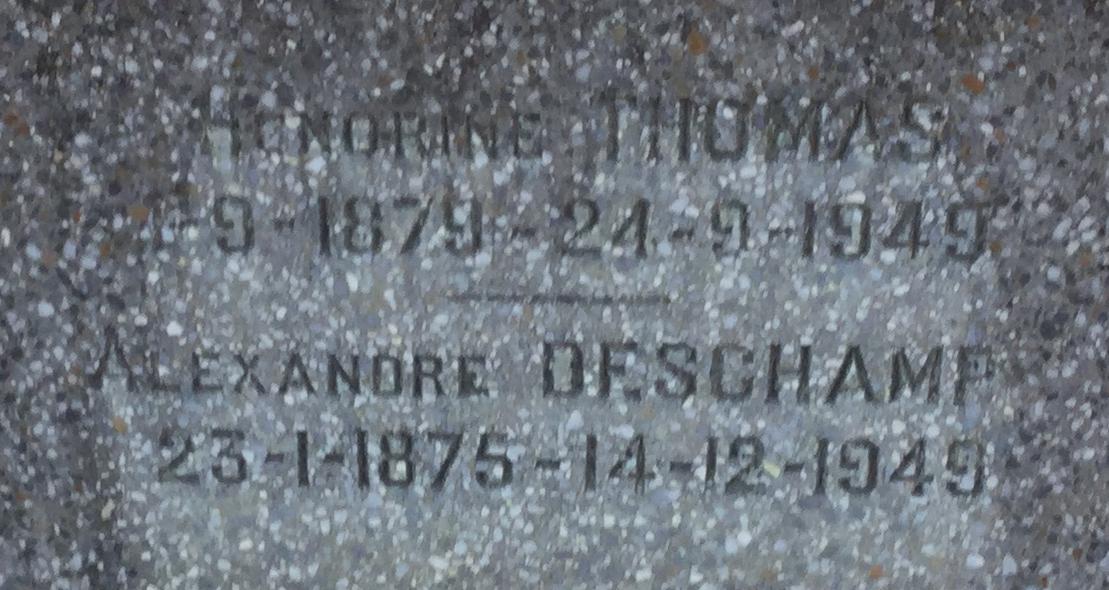 HONORINE THOMAS
-9-1879-24-9-1949
ALEXANDRE DESCHAMP
23-1-1875-14-12-1949